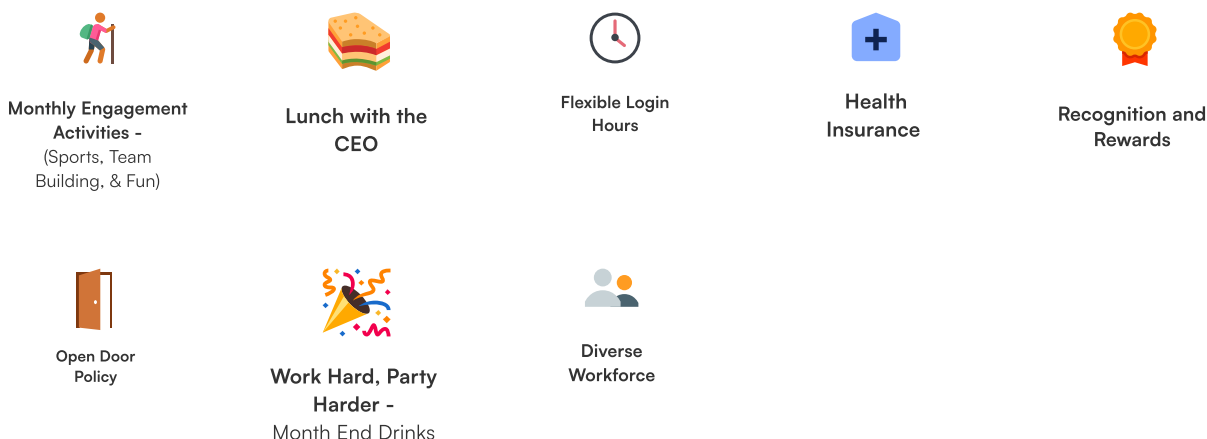 Monthly Engagement
Activities -
(Sports, Team
Building, & Fun)
Lunch with the
CEO
Flexible Login
Hours
Health
Insurance
Recognition and
Rewards
Open Door
Policy
Work Hard, Party
Harder -
Month End Drinks
Diverse
Workforce